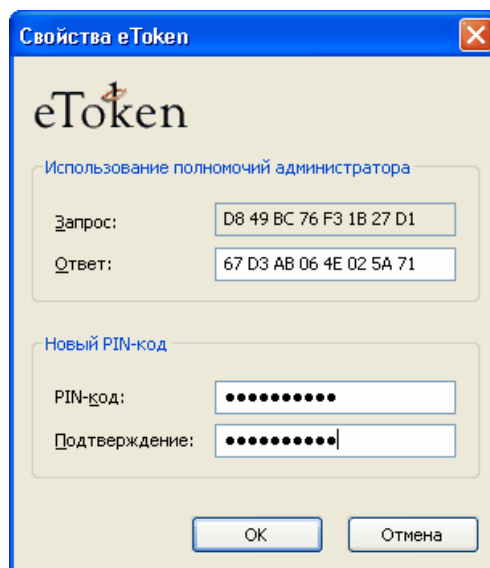 Свойства eToken
eToken
Использование полномочий администратора
Запрос: D8 49 BC 76 F3 1B 27 D1
Ответ: 67 D3 AB 06 4E 02 5A 71
Новый PIN-код
PIN-код: ●●●●●●●●●●
Подтверждение: ●●●●●●●●●●
OK Отмена